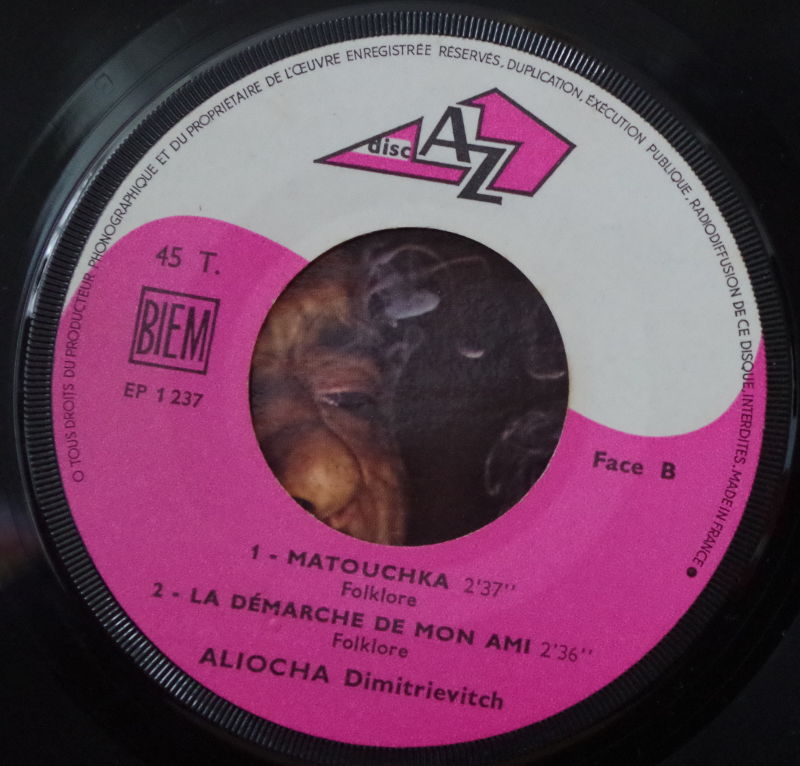 O TOUS DROITS DU PRODUCTEUR PHONOGRAPHIQUE ET DU PROPRIÉTAIRE DE L'ŒUVRE ENREGISTRÉE RÉSERVÉS, DUPLICATION, ÉXÉCUTION PUBLIQUE, RADIODIFFUSION DE CE DISQUE, INTERDITES. MADE IN FRANCE
disc AZ
45 T.
BIEM
EP 1 237
Face B
1 - MATOUCHKA 2'37''
Folklore
2 - LA DÉMARCHE DE MON AMI 2'36''
Folklore
ALIOCHA Dimitrievitch